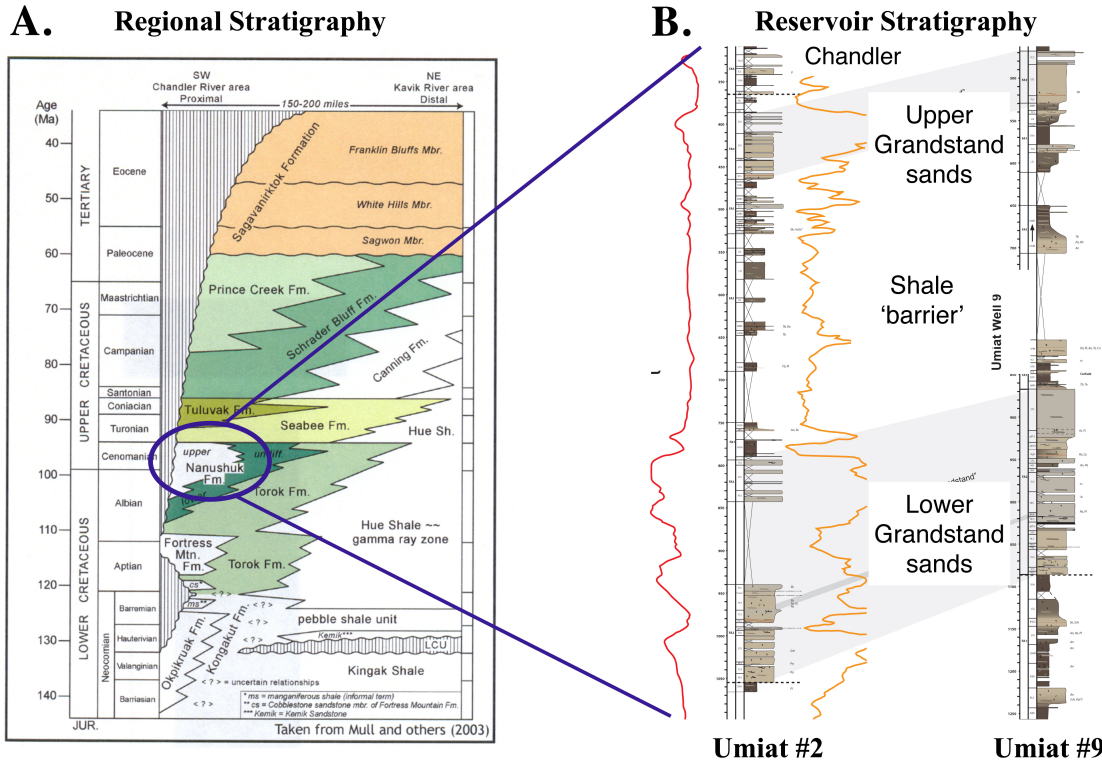 A. Regional Stratigraphy
B. Reservoir Stratigraphy
SW
Chandler River area
Proximal
NE
Kavik River area
Distal
150-200 miles
Age
(Ma)
40
50
60
70
80
90
100
110
120
130
140
TERTIARY
UPPER CRETACEOUS
LOWER CRETACEOUS
Neocomian
JUR.
Eocene
Paleocene
Maastrichtian
Campanian
Santonian
Coniacian
Turonian
Cenomanian
Albian
Aptian
Barremian
Hauterivian
Valanginian
Barriasian
Sagavanirktok Formation
Franklin Bluffs Mbr.
White Hills Mbr.
Sagwon Mbr.
Prince Creek Fm.
Schrader Bluff Fm.
Canning Fm.
Tuluvak Fm.
Seabee Fm.
Hue Sh.
upper
undiff.
Nanushuk
Fm.
lower
Torok Fm.
Hue Shale ~~
gamma ray zone
Fortress
Mtn.
Fm.
Torok Fm.
cs*
ms**
< ? >
< ? >
< ? >
< ? >
pebble shale unit
Kemik***
LCU
Kingak Shale
Okpikruak Fm.
Kongakut Fm.
< ? > = uncertain relationships
< ? >
* ms = manganiferous shale (informal term)
** cs = Cobblestone sandstone mbr. of Fortress Mountain Fm.
*** Kemik = Kemik Sandstone
Taken from Mull and others (2003)
Chandler
Upper
Grandstand
sands
Shale
‘barrier’
Lower
Grandstand
sands
Umiat Well 9
Umiat #2
Umiat #9